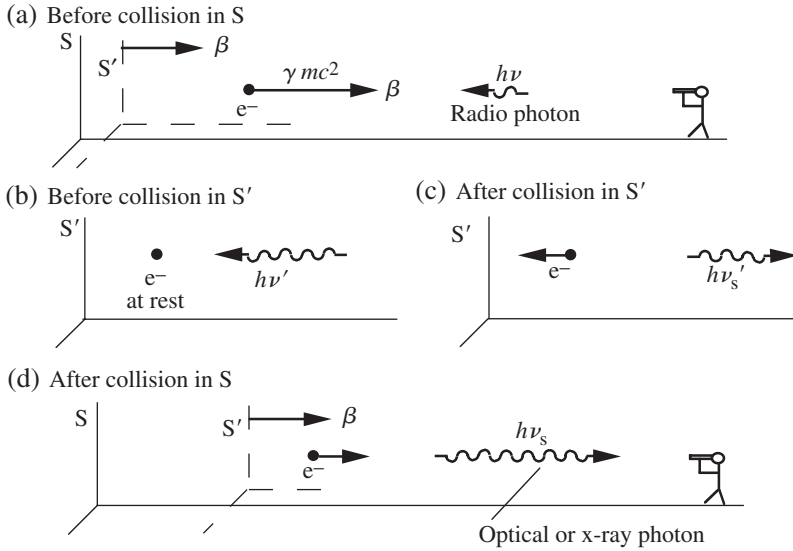 (a) Before collision in S
S
S′
β
γ mc²
β
e⁻
hν
Radio photon
(b) Before collision in S′
S′
e⁻
at rest
hν′
(c) After collision in S′
S′
e⁻
hνₛ′
(d) After collision in S
S
S′
β
e⁻
hνₛ
Optical or x-ray photon